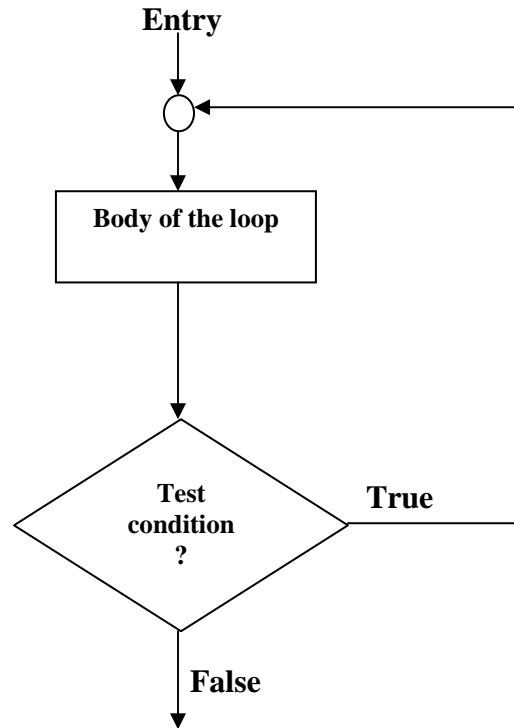 Entry
Body of the loop
Test
condition
?
True
False